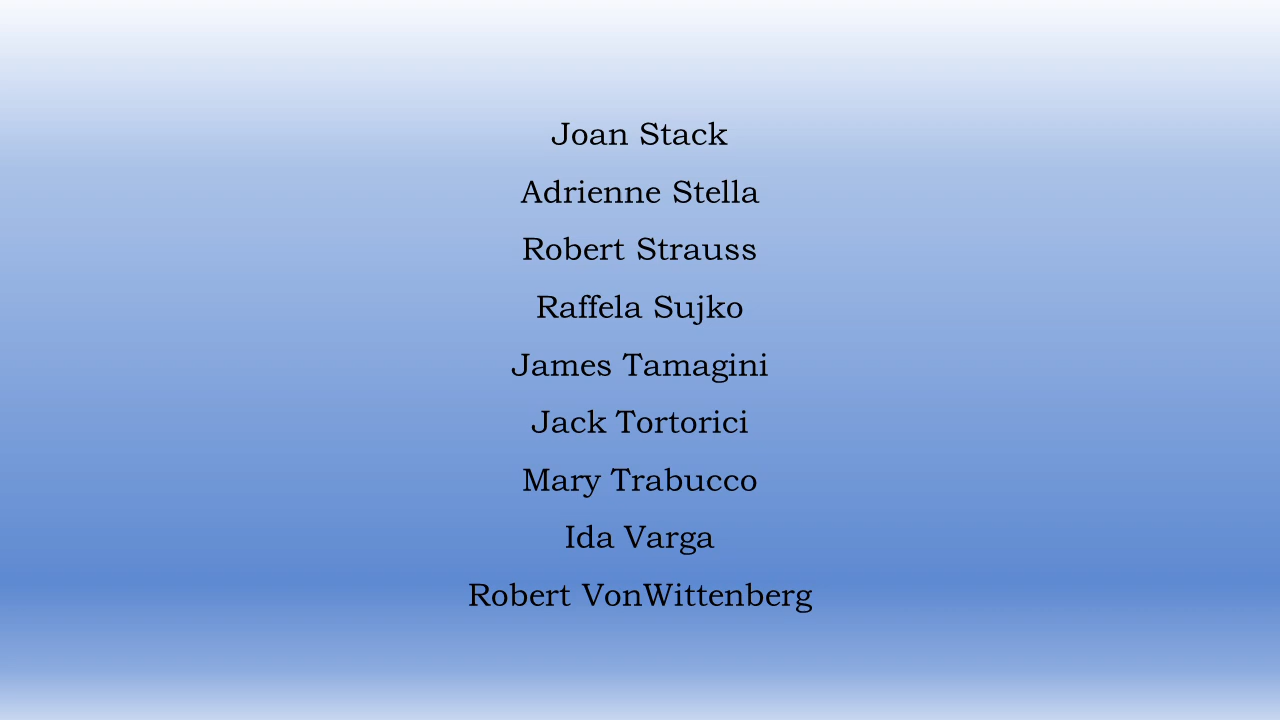 Joan Stack
Adrienne Stella
Robert Strauss
Raffela Sujko
James Tamagini
Jack Tortorici
Mary Trabucco
Ida Varga
Robert VonWittenberg